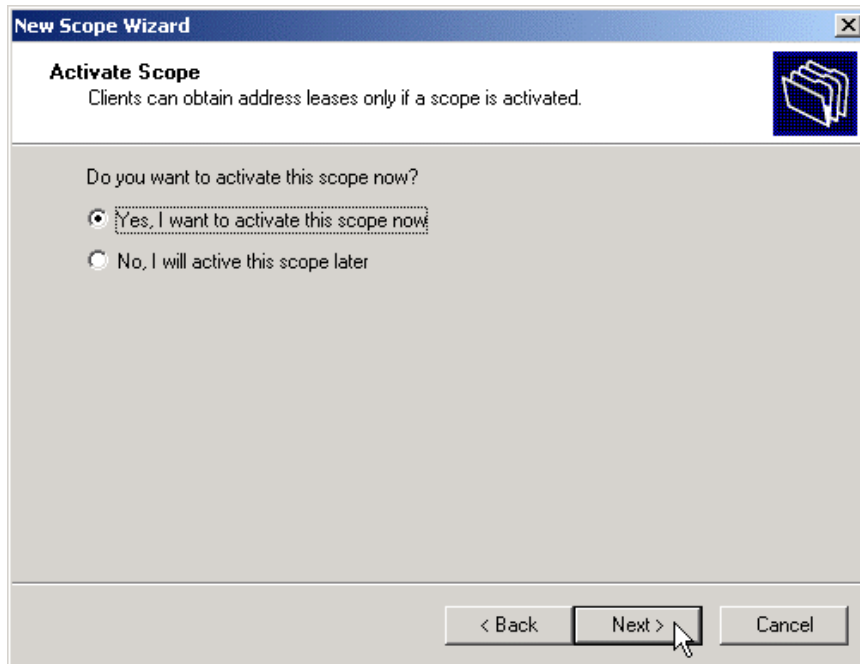 New Scope Wizard
Activate Scope
Clients can obtain address leases only if a scope is activated.
Do you want to activate this scope now?
Yes, I want to activate this scope now
No, I will active this scope later
< Back
Next >
Cancel